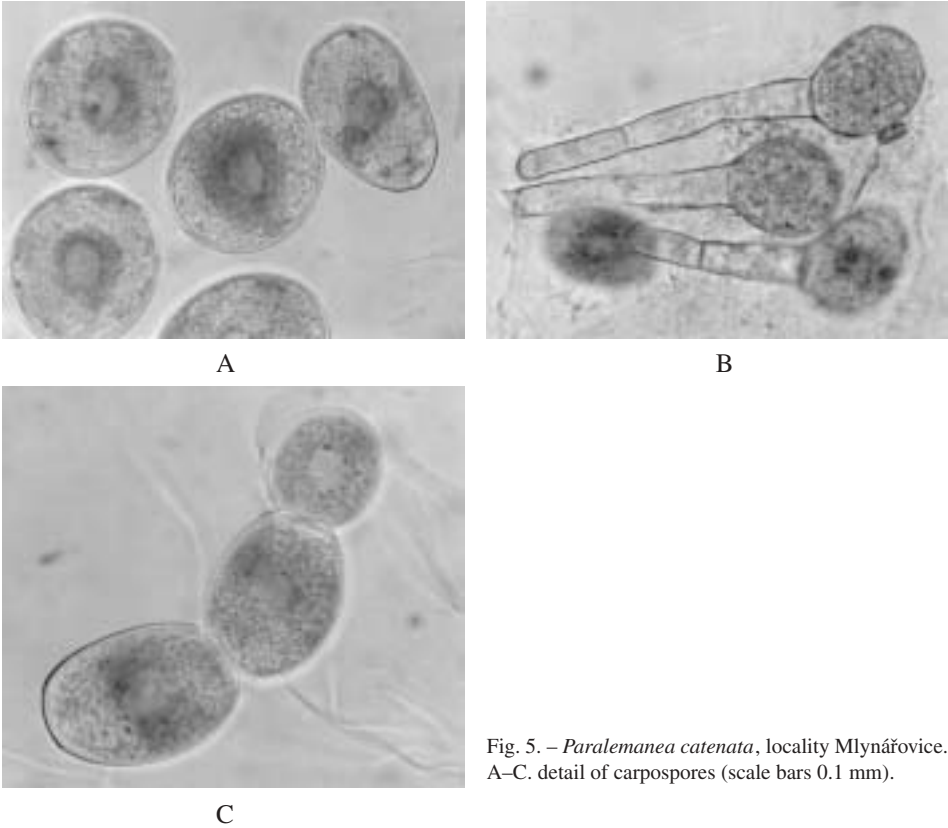 A
B
C
Fig. 5. – Paralemanea catenata, locality Mlynářovice.
A–C. detail of carpospores (scale bars 0.1 mm).